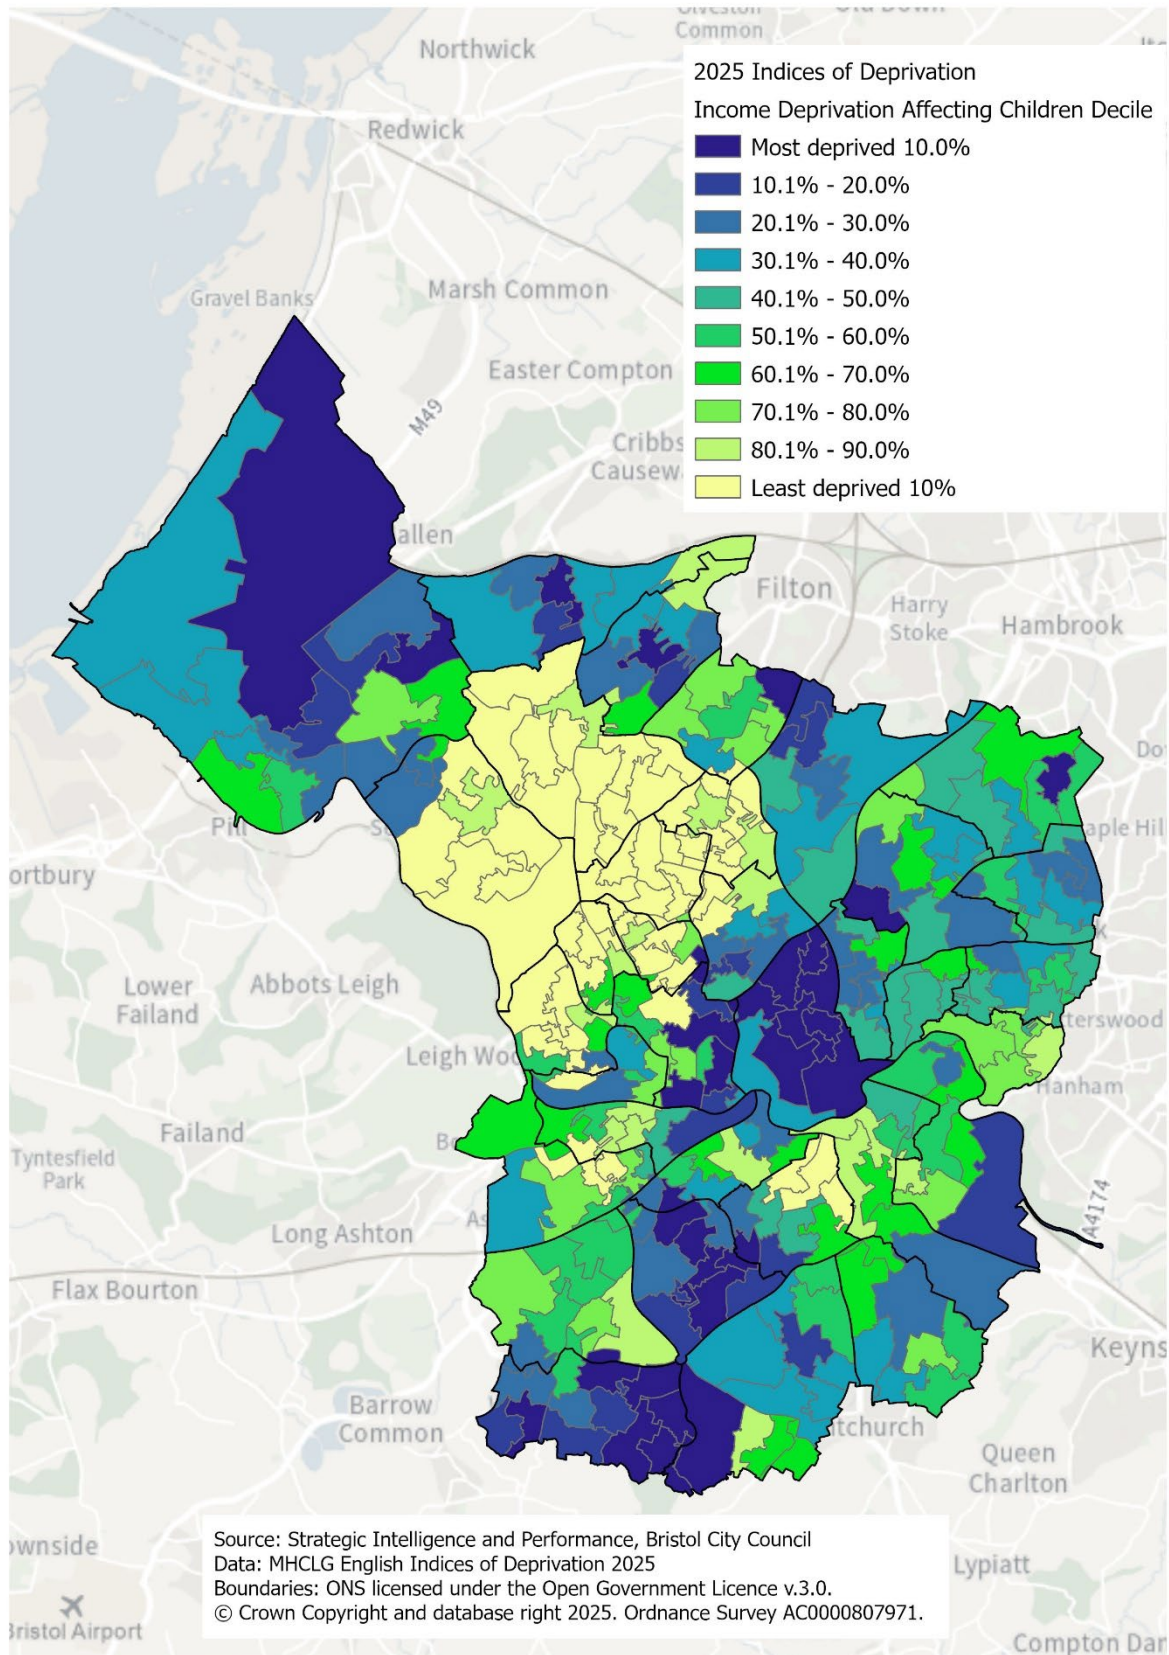 Common
Northwick
2025 Indices of Deprivation
Income Deprivation Affecting Children Decile
Most deprived 10.0%
10.1% - 20.0%
20.1% - 30.0%
30.1% - 40.0%
40.1% - 50.0%
50.1% - 60.0%
60.1% - 70.0%
70.1% - 80.0%
80.1% - 90.0%
Least deprived 10%
Redwick
Gravel Banks
Marsh Common
Easter Compton
M49
Cribbs
Causew
allen
Filton
Harry
Stoke
Hambrook
Pill
aple Hil
ortbury
Lower
Failand
Abbots Leigh
Leigh Woo
terswood
Hanham
Failand
Tyntesfield
Park
Long Ashton
A4174
Flax Bourton
Keyns
Barrow
Common
tchurch
Queen
Charlton
Source: Strategic Intelligence and Performance, Bristol City Council
Data: MHCLG English Indices of Deprivation 2025
Boundaries: ONS licensed under the Open Government Licence v.3.0.
© Crown Copyright and database right 2025. Ordnance Survey AC0000807971.
ownside
Lypiatt
Bristol Airport
Compton Dar